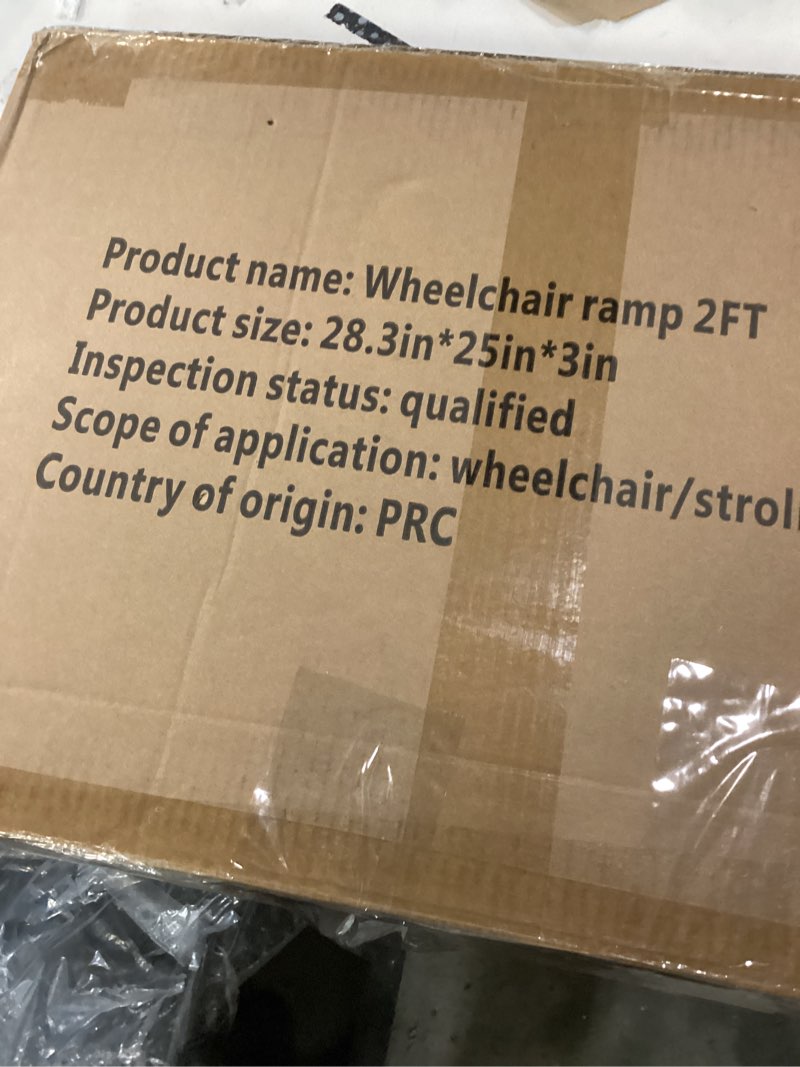 Product name: Wheelchair ramp 2FT
Product size: 28.3in*25in*3in
Inspection status: qualified
Scope of application: wheelchair/stroll
Country of origin: PRC